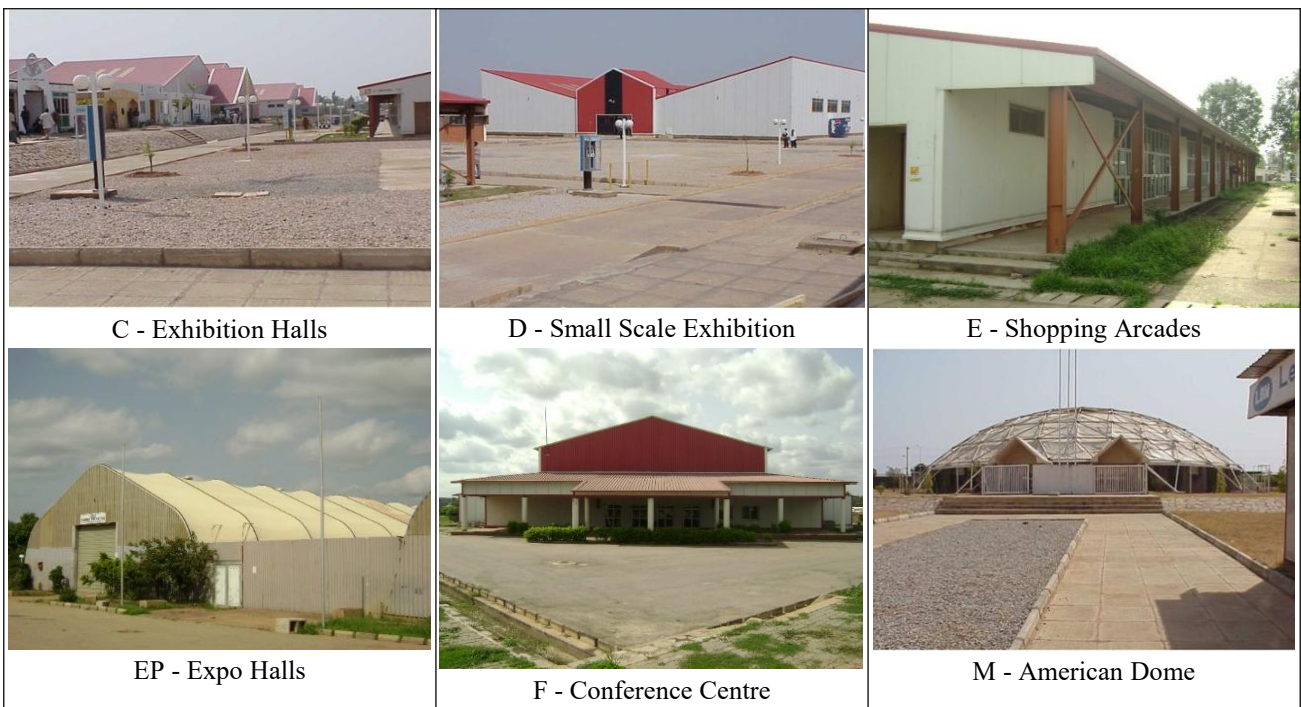 C - Exhibition Halls
D - Small Scale Exhibition
E - Shopping Arcades
EP - Expo Halls
F - Conference Centre
M - American Dome